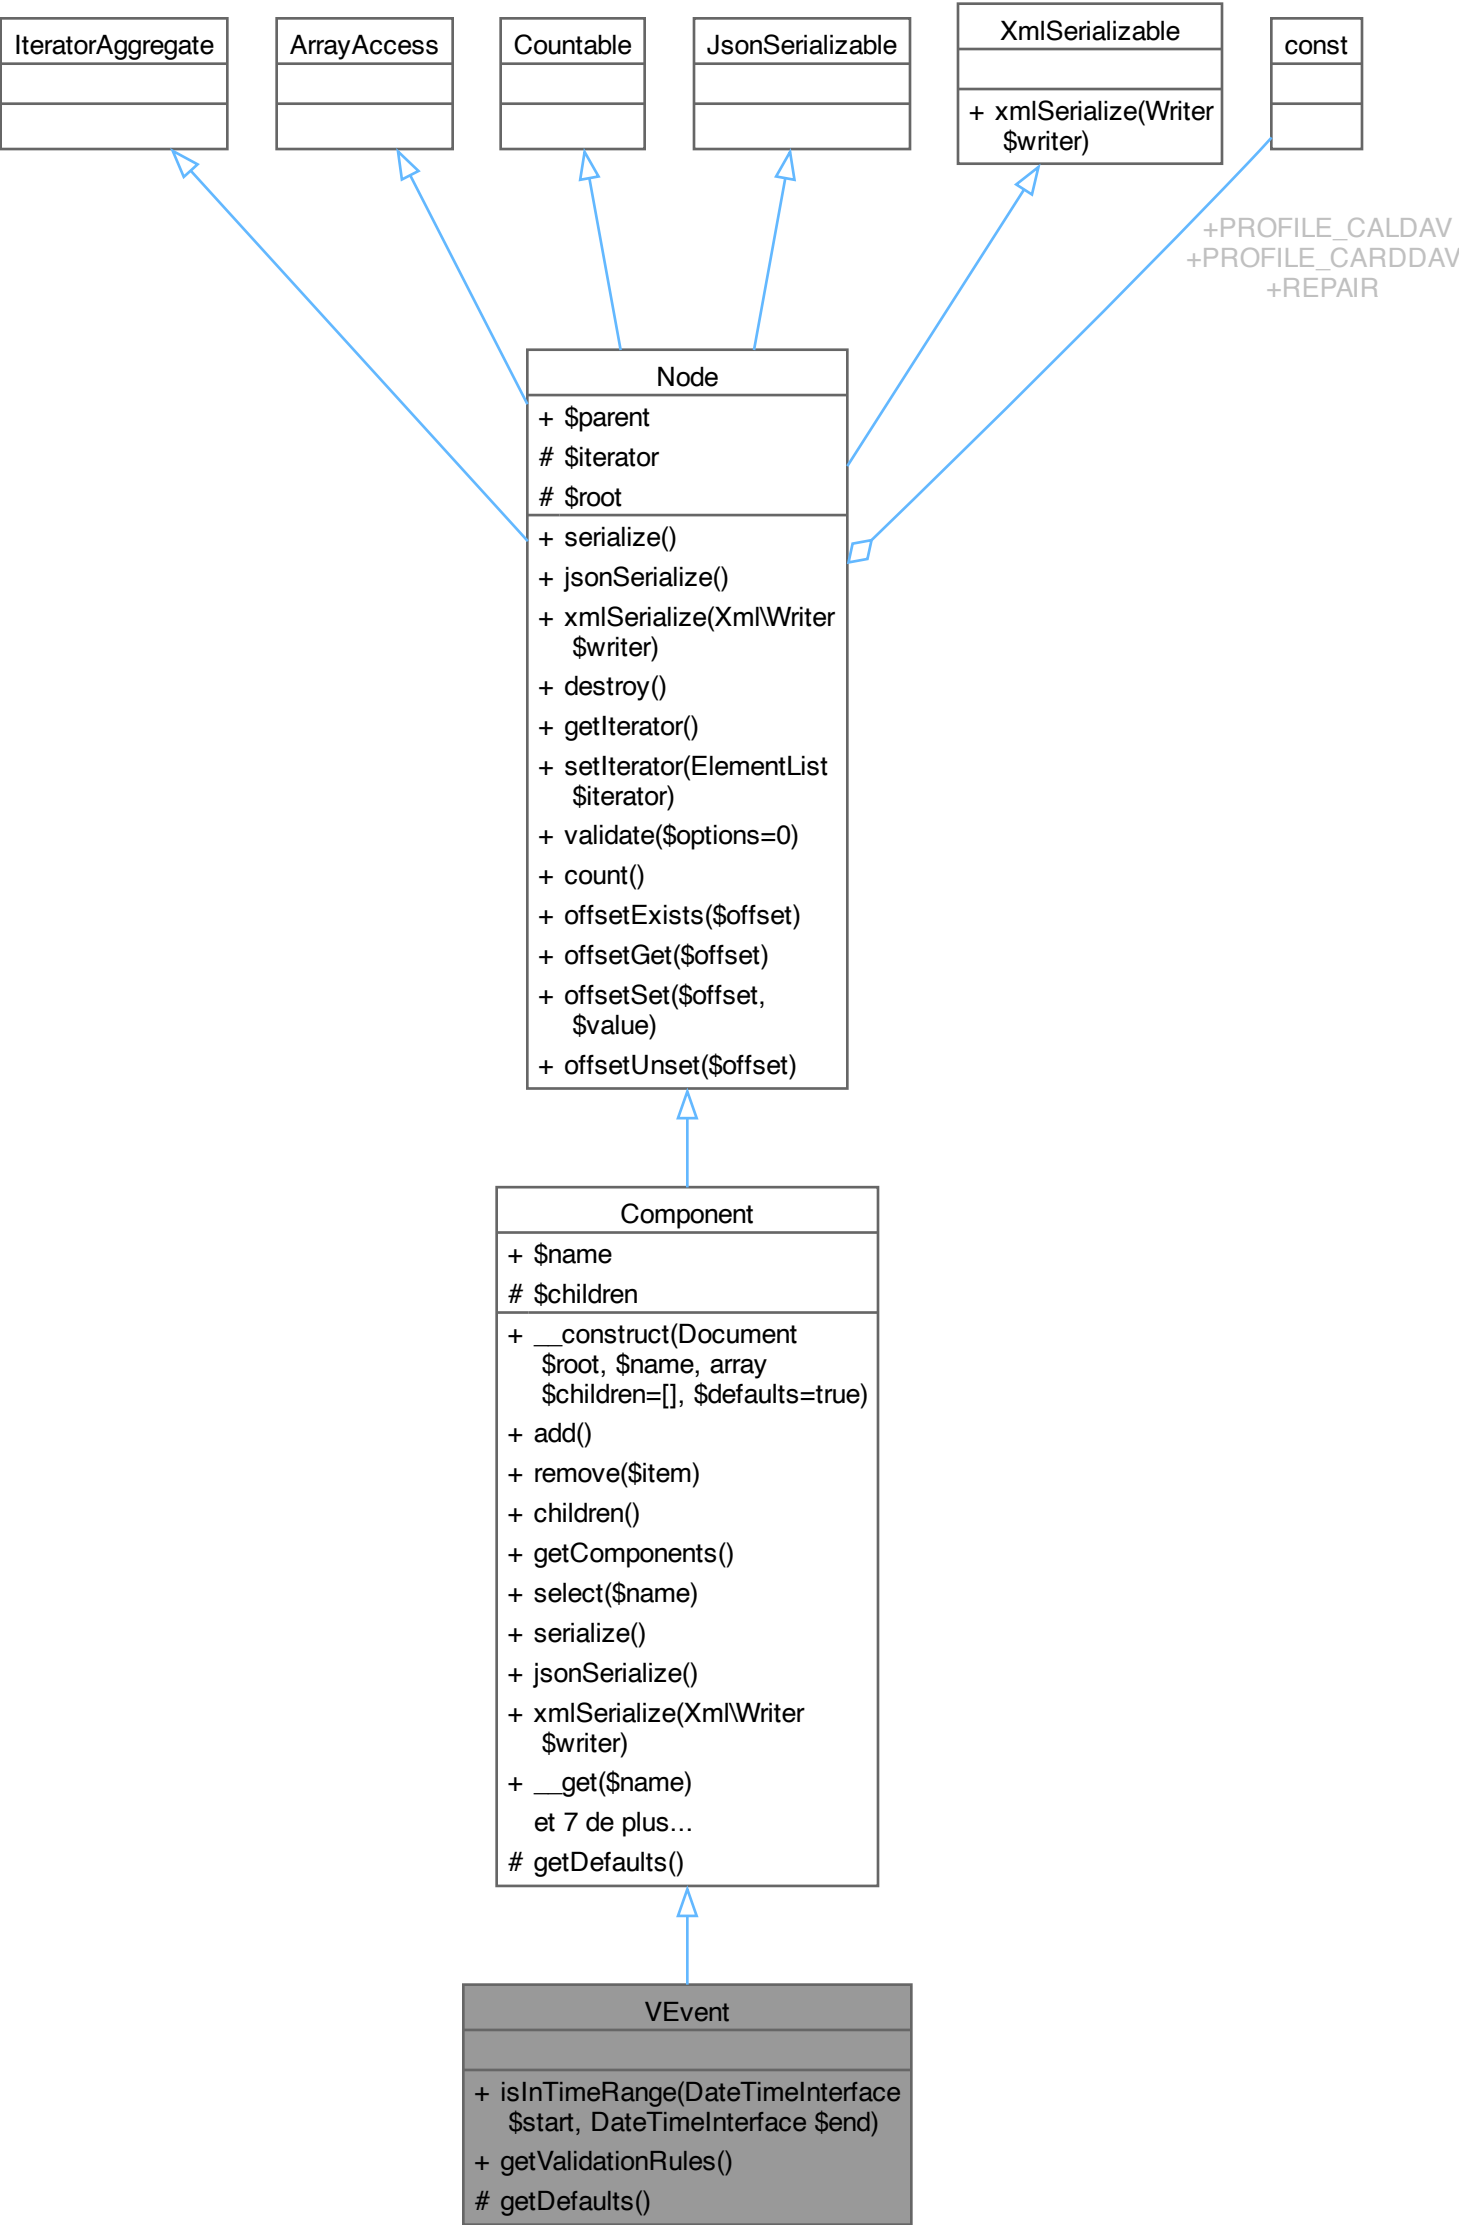 IteratorAggregate
ArrayAccess
Countable
JsonSerializable
XmlSerializable
+ xmlSerialize(Writer
$writer)
const
+PROFILE_CALDAV
+PROFILE_CARDDAV
+REPAIR
Node
+ $parent
# $iterator
# $root
+ serialize()
+ jsonSerialize()
+ xmlSerialize(Xml\Writer
$writer)
+ destroy()
+ getIterator()
+ setIterator(ElementList
$iterator)
+ validate($options=0)
+ count()
+ offsetExists($offset)
+ offsetGet($offset)
+ offsetSet($offset,
$value)
+ offsetUnset($offset)
Component
+ $name
# $children
+ __construct(Document
$root, $name, array
$children=[], $defaults=true)
+ add()
+ remove($item)
+ children()
+ getComponents()
+ select($name)
+ serialize()
+ jsonSerialize()
+ xmlSerialize(Xml\Writer
$writer)
+ __get($name)
et 7 de plus...
# getDefaults()
VEvent
+ isInTimeRange(DateTimeInterface
$start, DateTimeInterface $end)
+ getValidationRules()
# getDefaults()